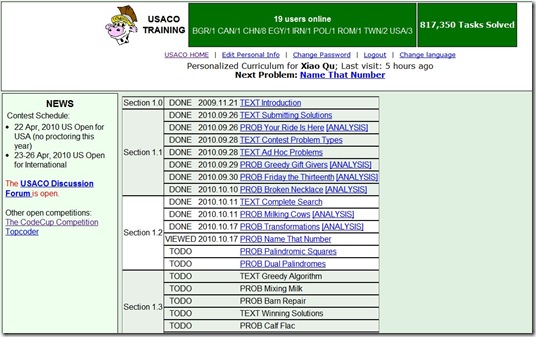 USACO
TRAINING
19 users online
BGR/1 CAN/1 CHN/8 EGY/1 IRN/1 POL/1 ROM/1 TWN/2 USA/3
817,350 Tasks Solved
USACO HOME | Edit Personal Info | Change Password | Logout | Change language
Personalized Curriculum for Xiao Qu; Last visit: 5 hours ago
Next Problem: Name That Number
NEWS
Contest Schedule:
• 22 Apr, 2010 US Open for
USA (no proctoring this
year)
• 23-26 Apr, 2010 US Open
for International
The USACO Discussion
Forum is open.
Other open competitions:
The CodeCup Competition
Topcoder
Section 1.0 DONE 2009.11.21 TEXT Introduction
Section 1.1
DONE 2010.09.26 TEXT Submitting Solutions
DONE 2010.09.26 PROB Your Ride Is Here [ANALYSIS]
DONE 2010.09.28 TEXT Contest Problem Types
DONE 2010.09.28 TEXT Ad Hoc Problems
DONE 2010.09.29 PROB Greedy Gift Givers [ANALYSIS]
DONE 2010.09.30 PROB Friday the Thirteenth [ANALYSIS]
DONE 2010.10.10 PROB Broken Necklace [ANALYSIS]
Section 1.2
DONE 2010.10.11 TEXT Complete Search
DONE 2010.10.11 PROB Milking Cows [ANALYSIS]
DONE 2010.10.17 PROB Transformations [ANALYSIS]
VIEWED 2010.10.17 PROB Name That Number
TODO PROB Palindromic Squares
TODO PROB Dual Palindromes
Section 1.3
TODO TEXT Greedy Algorithm
TODO PROB Mixing Milk
TODO PROB Barn Repair
TODO TEXT Winning Solutions
TODO PROB Calf Flac